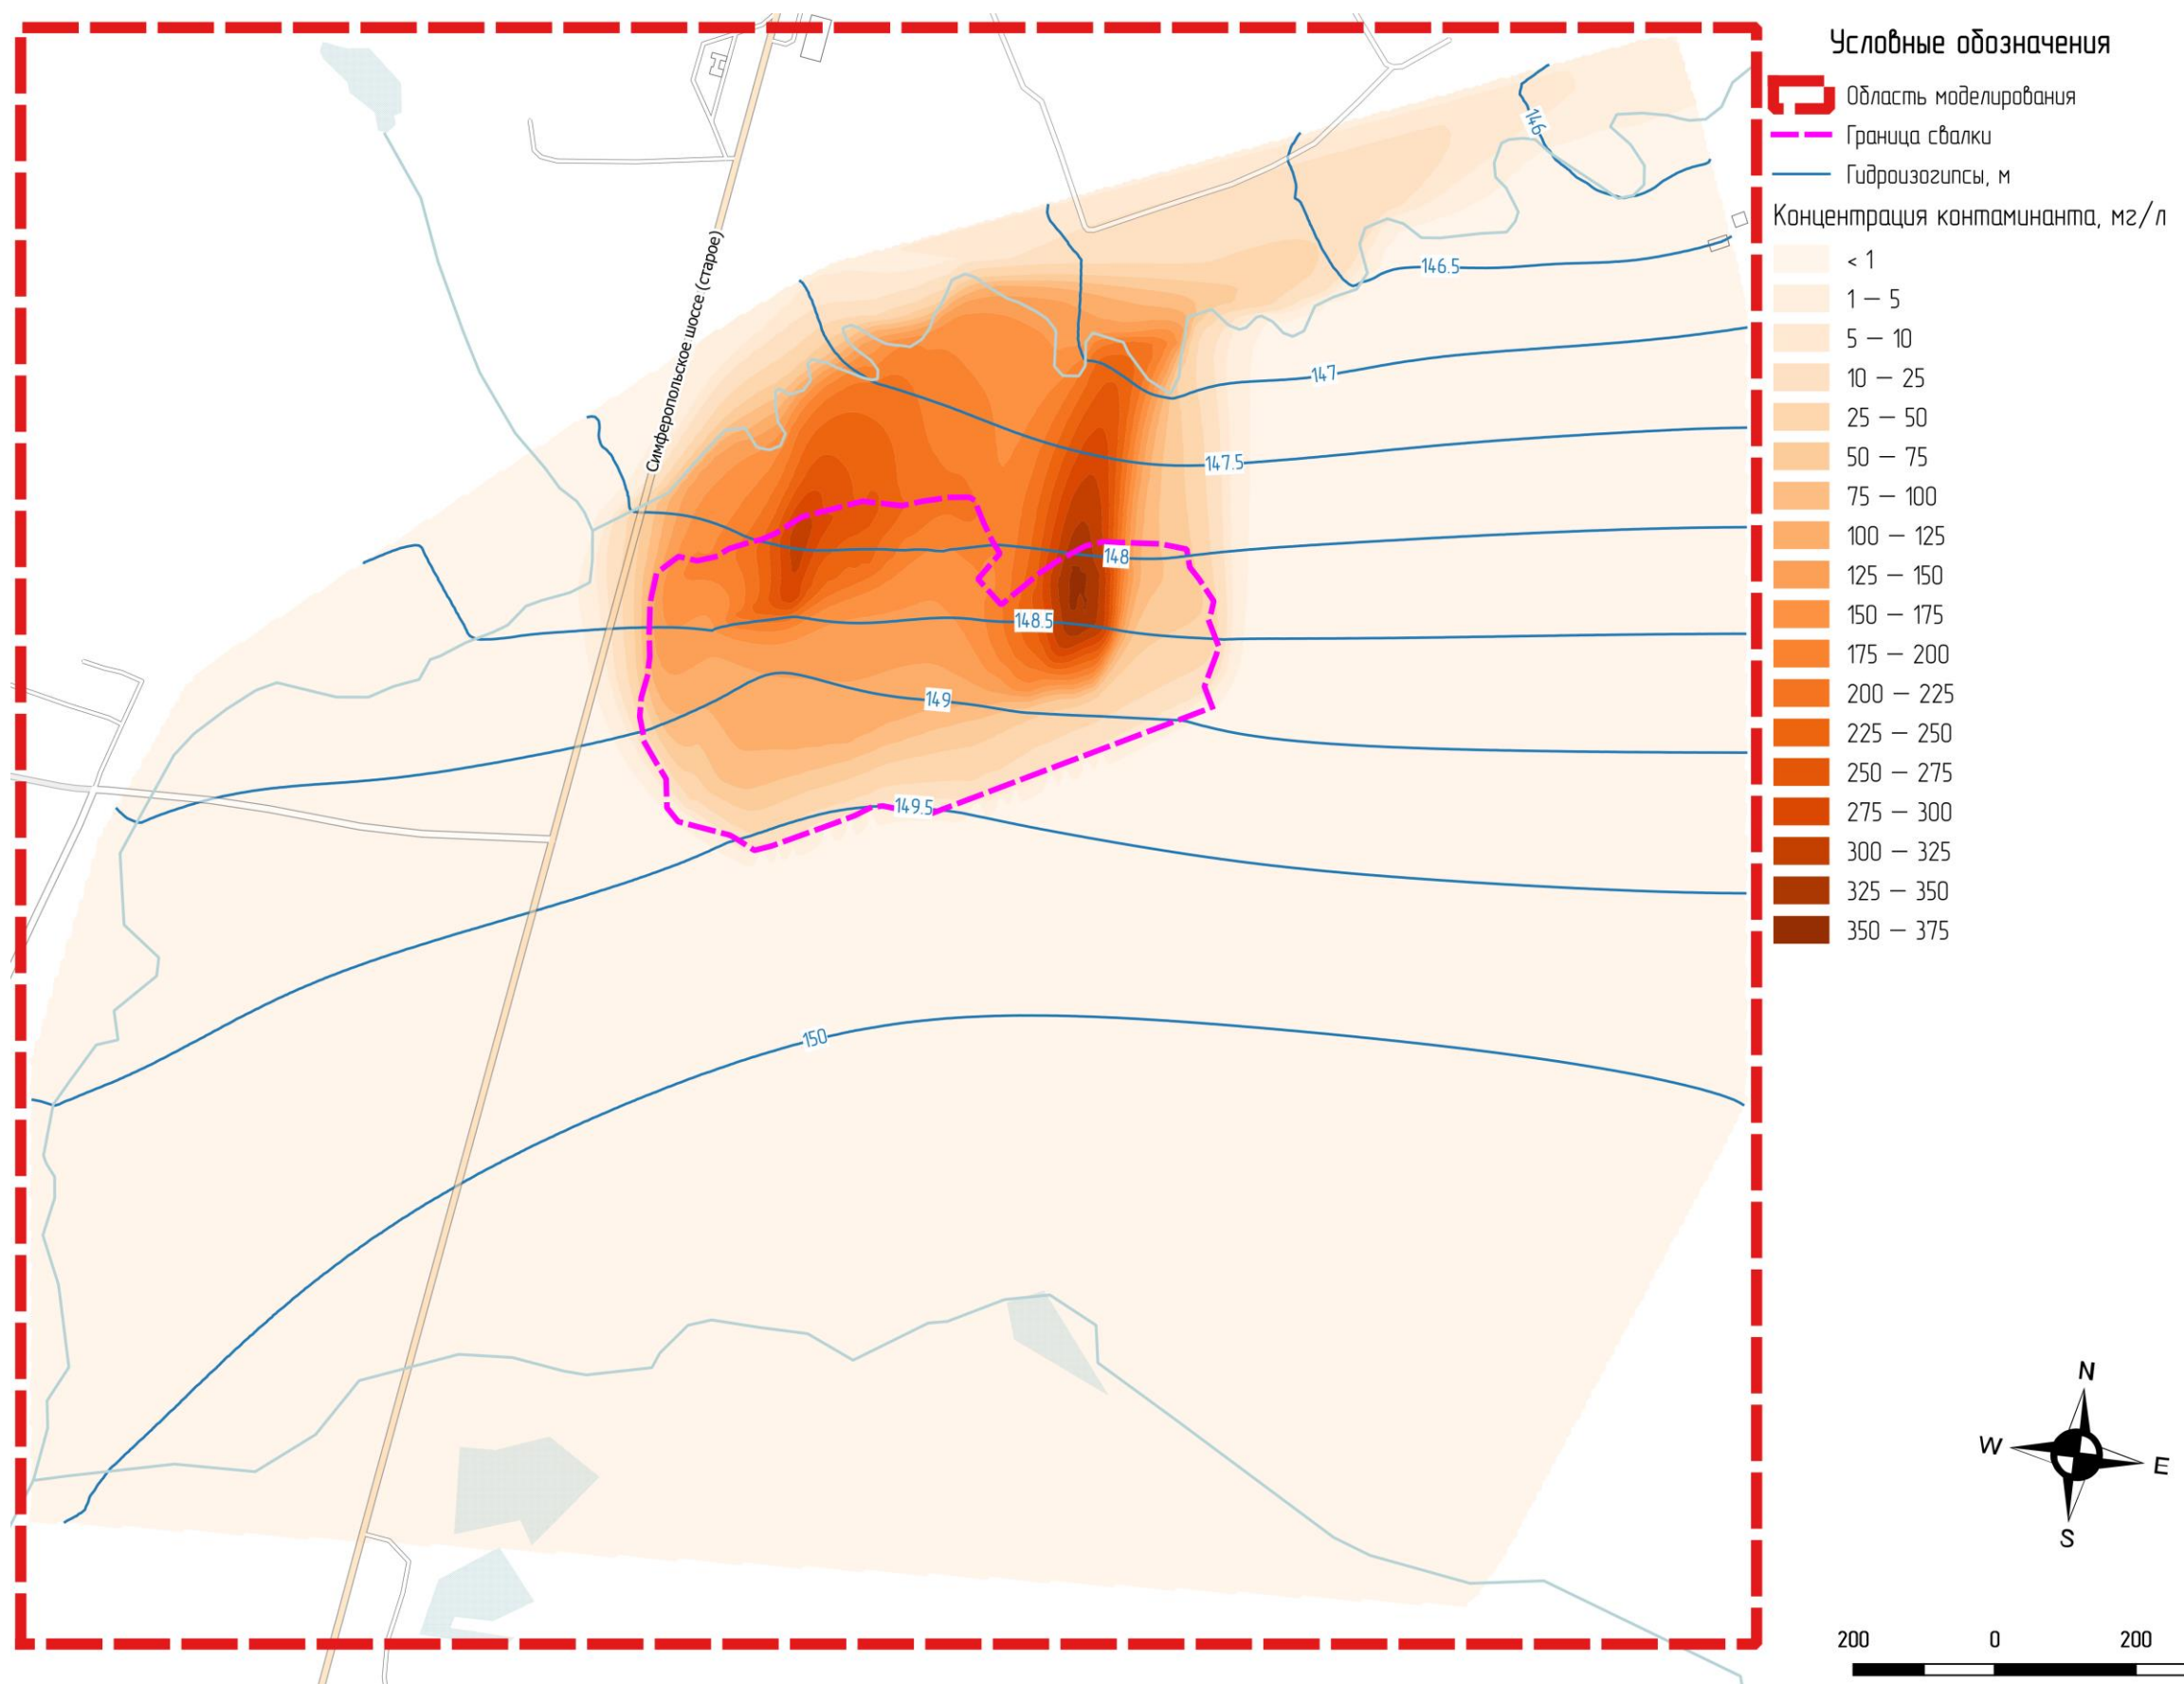 Условные обозначения
Область моделирования
Граница свалки
Гидроизогипсы, м
Концентрация контаминанта, мг/л
< 1
1 — 5
5 — 10
10 — 25
25 — 50
50 — 75
75 — 100
100 — 125
125 — 150
150 — 175
175 — 200
200 — 225
225 — 250
250 — 275
275 — 300
300 — 325
325 — 350
350 — 375
Симферопольское шоссе (старое)
146
146.5
147
147.5
148
148.5
149
149.5
150
N
W
E
S
200 0 200